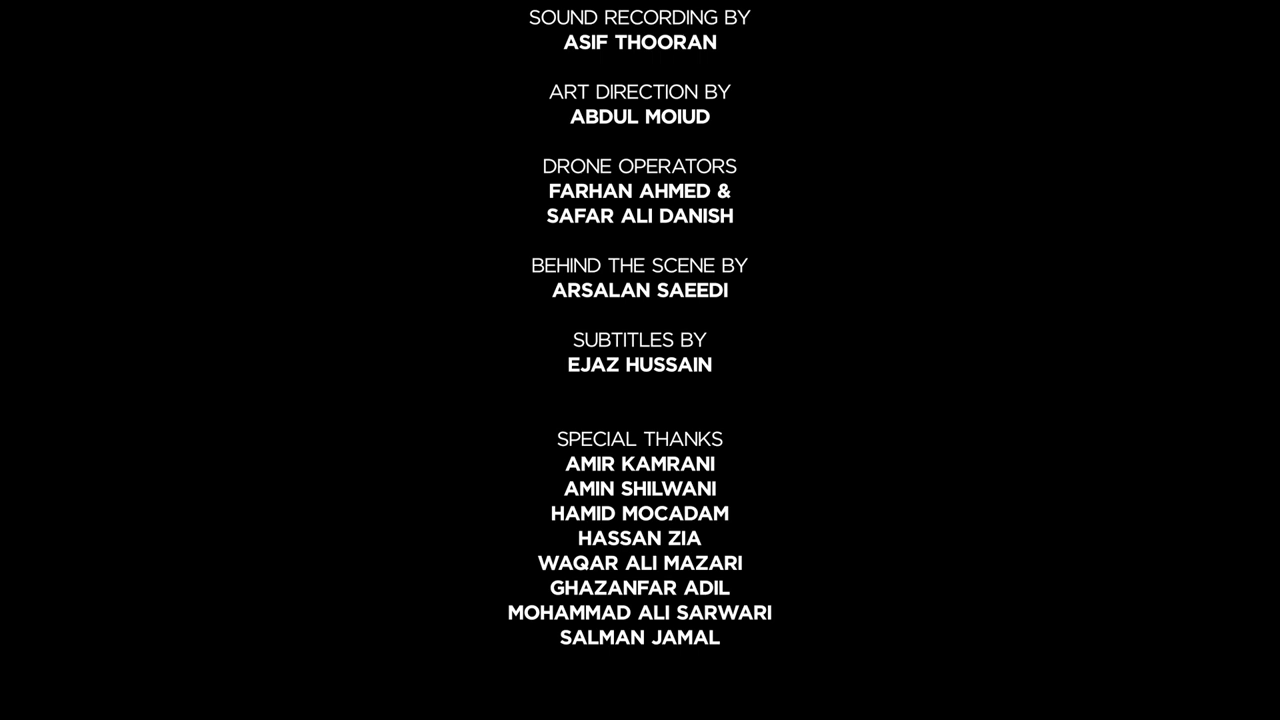 SOUND RECORDING BY
ASIF THOORAN
ART DIRECTION BY
ABDUL MOIUD
DRONE OPERATORS
FARHAN AHMED &
SAFAR ALI DANISH
BEHIND THE SCENE BY
ARSALAN SAEEDI
SUBTITLES BY
EJAZ HUSSAIN
SPECIAL THANKS
AMIR KAMRANI
AMIN SHILWANI
HAMID MOCADAM
HASSAN ZIA
WAQAR ALI MAZARI
GHAZANFAR ADIL
MOHAMMAD ALI SARWARI
SALMAN JAMAL